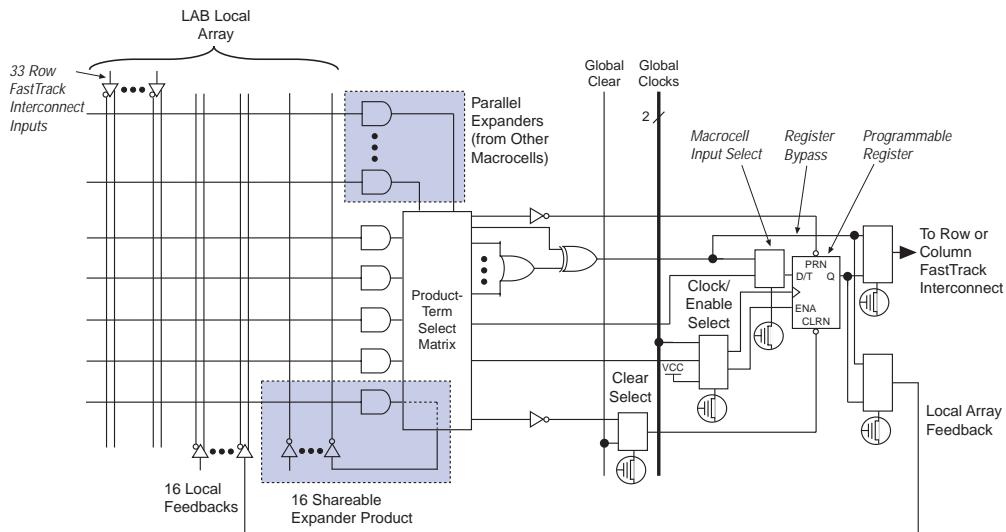 LAB Local
Array
33 Row
FastTrack
Interconnect
Inputs
Parallel
Expanders
(from Other
Macrocells)
Global
Clear
Global
Clocks
2
Macrocell
Input Select
Register
Bypass
Programmable
Register
To Row or
Column
FastTrack
Interconnect
PRN
D/T
Q
ENA
CLRN
Product-
Term
Select
Matrix
Clock/
Enable
Select
VCC
Clear
Select
Local Array
Feedback
16 Local
Feedbacks
16 Shareable
Expander Product